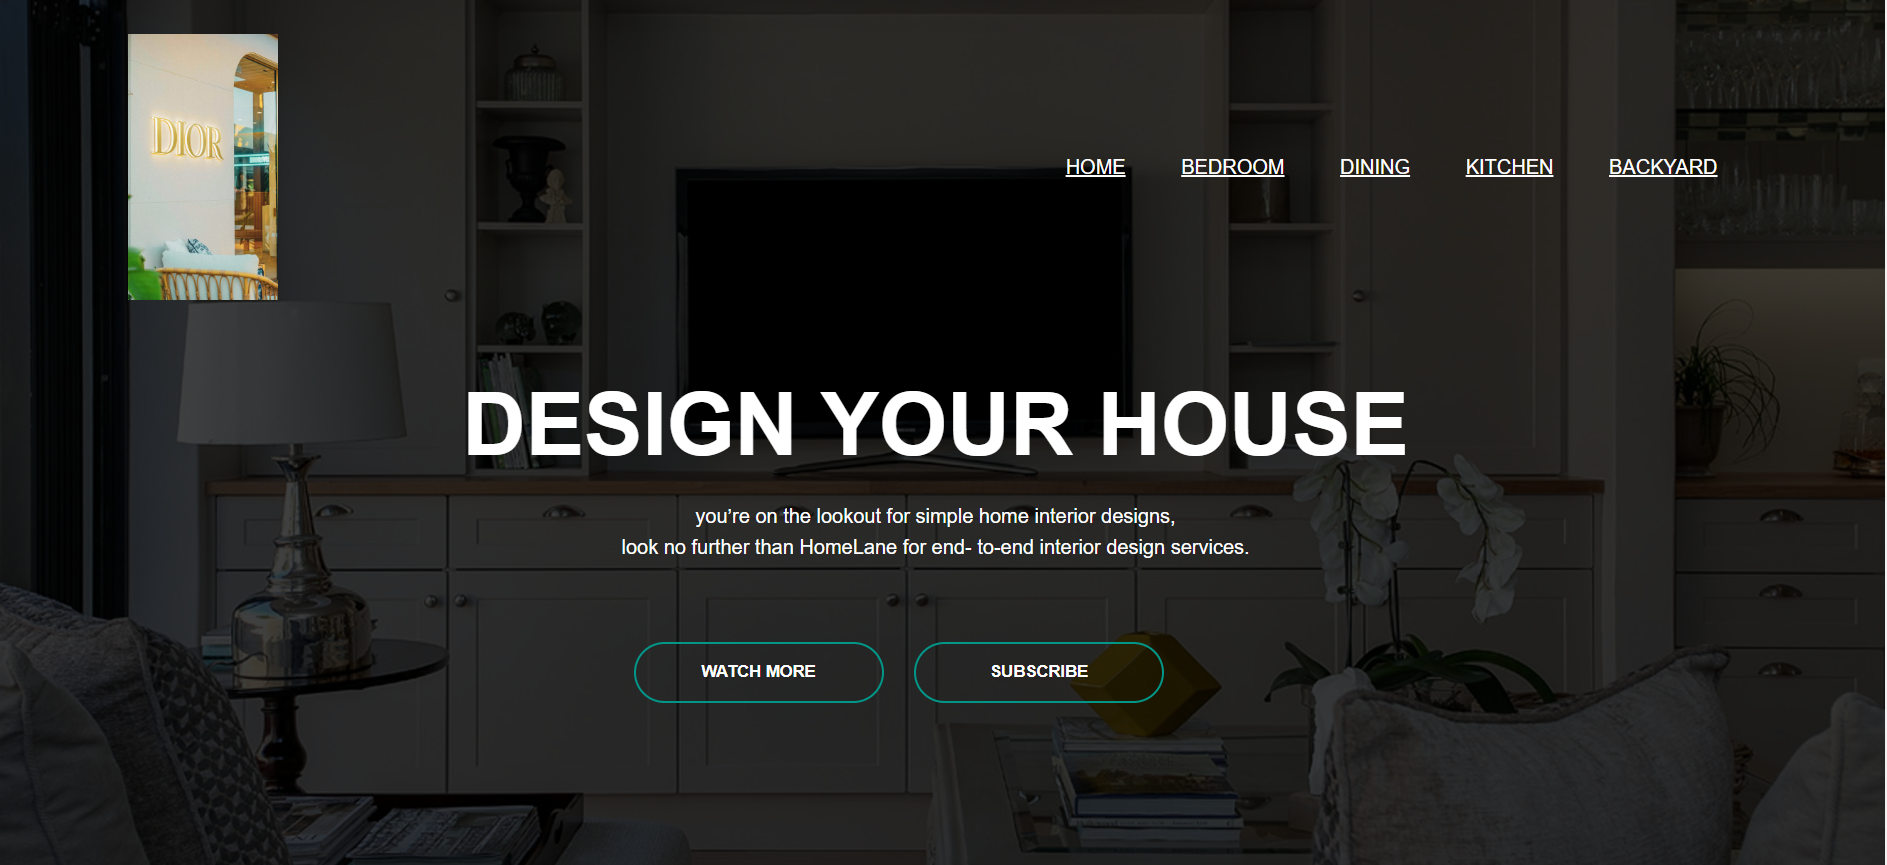 DIOR
HOME BEDROOM DINING KITCHEN BACKYARD
DESIGN YOUR HOUSE
you’re on the lookout for simple home interior designs,
look no further than HomeLane for end- to-end interior design services.
WATCH MORE SUBSCRIBE